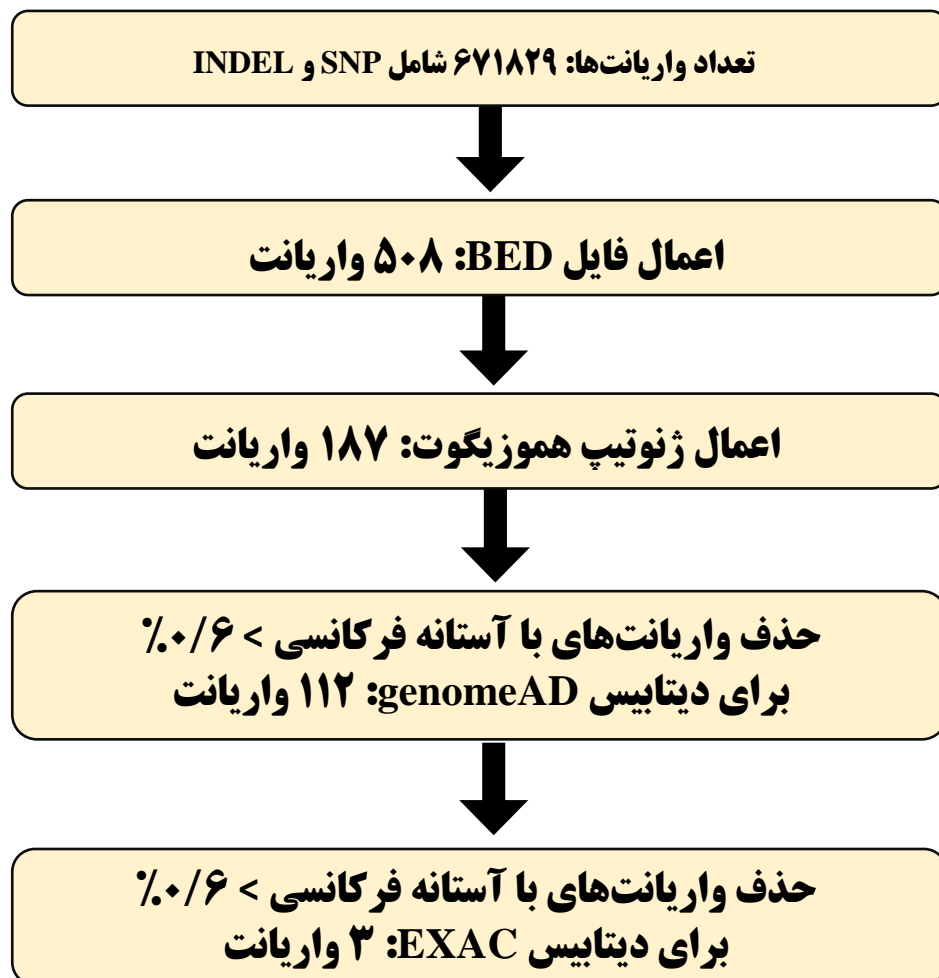 تعداد واریانت‌ها: ۶۷۱۸۲۹ شامل SNP و INDEL
اعمال فایل BED: ۵۰۸ واریانت
اعمال ژنوتیپ هموزیگوت: ۱۸۷ واریانت
حذف واریانت‌های با آستانه فرکانسی > ۰/۶٪
برای دیتابیس genomeAD: ۱۱۲ واریانت
حذف واریانت‌های با آستانه فرکانسی > ۰/۶٪
برای دیتابیس EXAC: ۳ واریانت